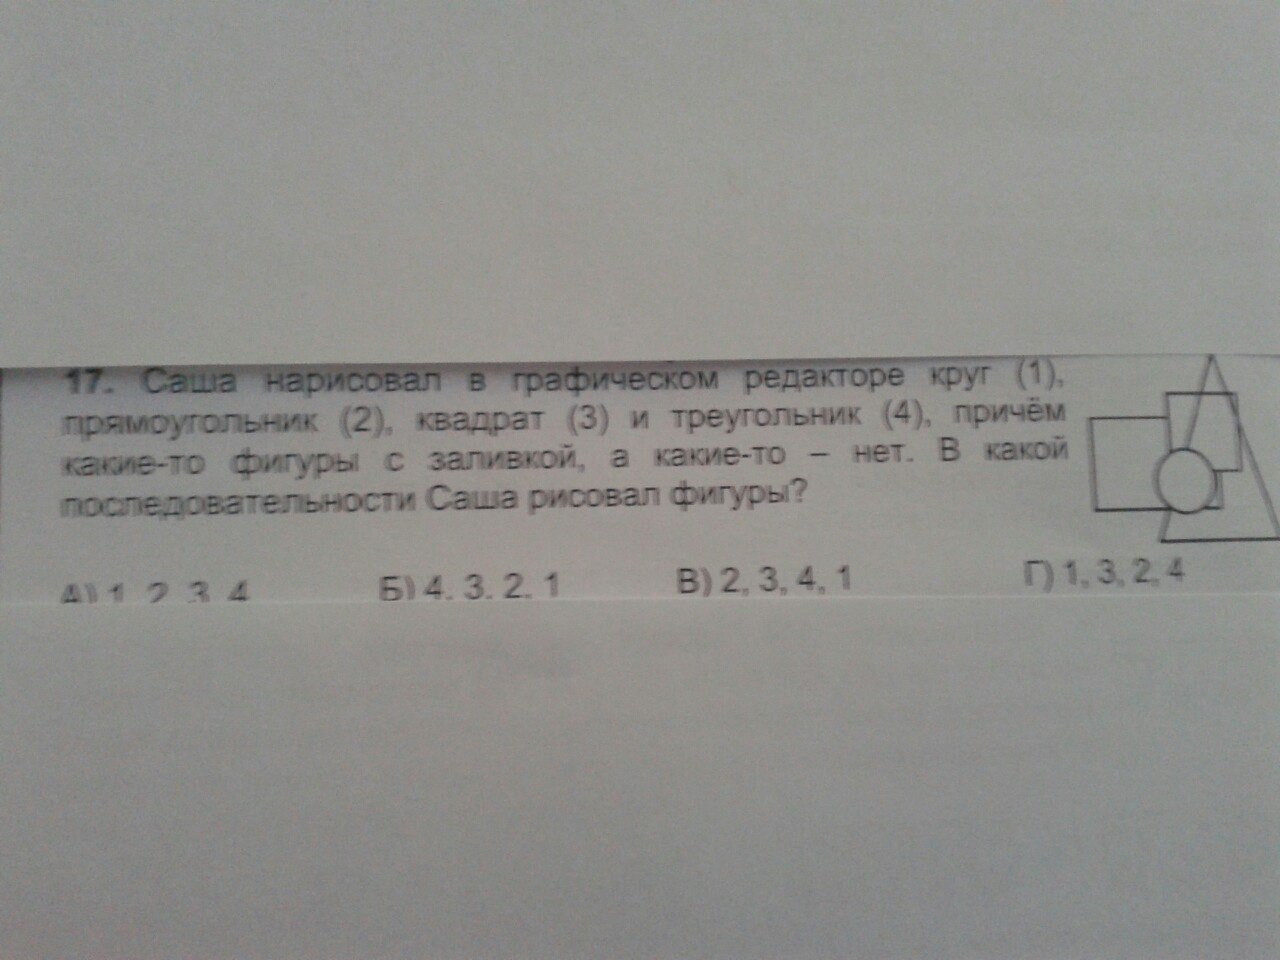 17. Саша нарисовал в графическом редакторе круг (1),
прямоугольник (2), квадрат (3) и треугольник (4), причём
какие-то фигуры с заливкой, а какие-то – нет. В какой
последовательности Саша рисовал фигуры?
А) 1 2 3 4 Б) 4. 3. 2. 1 В) 2, 3, 4, 1 Г) 1, 3, 2, 4